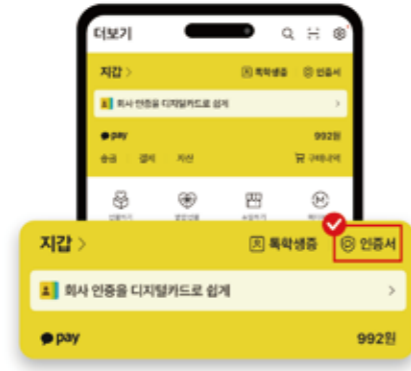 더보기
지갑 >
톡학생증
인증서
회사 인증을 디지털카드로 쉽게 >
pay
992원
송금
결제
자산
구매내역
지갑 >
톡학생증
인증서
회사 인증을 디지털카드로 쉽게 >
pay
992원